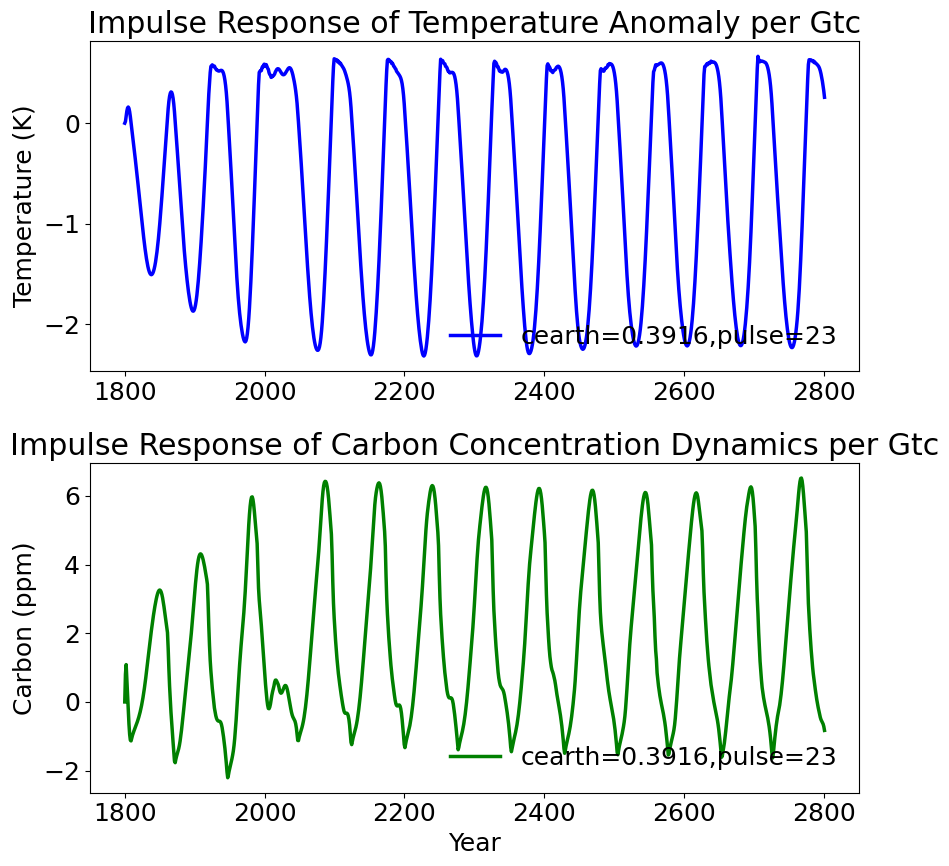 Impulse Response of Temperature Anomaly per Gtc
Temperature (K)
0
−1
−2
cearth=0.3916,pulse=23
1800 2000 2200 2400 2600 2800
Impulse Response of Carbon Concentration Dynamics per Gtc
Carbon (ppm)
6
4
2
0
−2
cearth=0.3916,pulse=23
1800 2000 2200 2400 2600 2800
Year